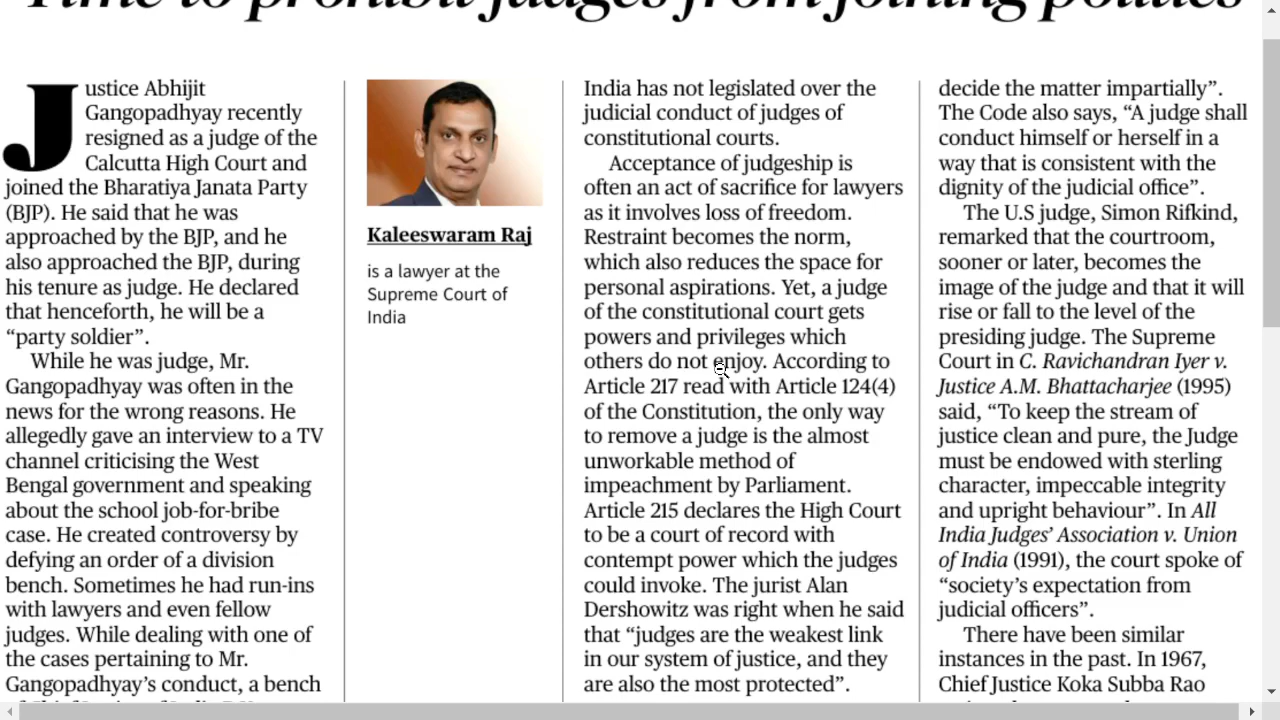 Time to prohibit judges from joining politics
Justice Abhijit
Gangopadhyay recently
resigned as a judge of the
Calcutta High Court and
joined the Bharatiya Janata Party
(BJP). He said that he was
approached by the BJP, and he
also approached the BJP, during
his tenure as judge. He declared
that henceforth, he will be a
“party soldier”.
While he was judge, Mr.
Gangopadhyay was often in the
news for the wrong reasons. He
allegedly gave an interview to a TV
channel criticising the West
Bengal government and speaking
about the school job-for-bribe
case. He created controversy by
defying an order of a division
bench. Sometimes he had run-ins
with lawyers and even fellow
judges. While dealing with one of
the cases pertaining to Mr.
Gangopadhyay’s conduct, a bench
Kaleeswaram Raj
is a lawyer at the
Supreme Court of
India
India has not legislated over the
judicial conduct of judges of
constitutional courts.
Acceptance of judgeship is
often an act of sacrifice for lawyers
as it involves loss of freedom.
Restraint becomes the norm,
which also reduces the space for
personal aspirations. Yet, a judge
of the constitutional court gets
powers and privileges which
others do not enjoy. According to
Article 217 read with Article 124(4)
of the Constitution, the only way
to remove a judge is the almost
unworkable method of
impeachment by Parliament.
Article 215 declares the High Court
to be a court of record with
contempt power which the judges
could invoke. The jurist Alan
Dershowitz was right when he said
that “judges are the weakest link
in our system of justice, and they
are also the most protected”.
decide the matter impartially”.
The Code also says, “A judge shall
conduct himself or herself in a
way that is consistent with the
dignity of the judicial office”.
The U.S judge, Simon Rifkind,
remarked that the courtroom,
sooner or later, becomes the
image of the judge and that it will
rise or fall to the level of the
presiding judge. The Supreme
Court in C. Ravichandran Iyer v.
Justice A.M. Bhattacharjee (1995)
said, “To keep the stream of
justice clean and pure, the Judge
must be endowed with sterling
character, impeccable integrity
and upright behaviour”. In All
India Judges’ Association v. Union
of India (1991), the court spoke of
“society’s expectation from
judicial officers”.
There have been similar
instances in the past. In 1967,
Chief Justice Koka Subba Rao